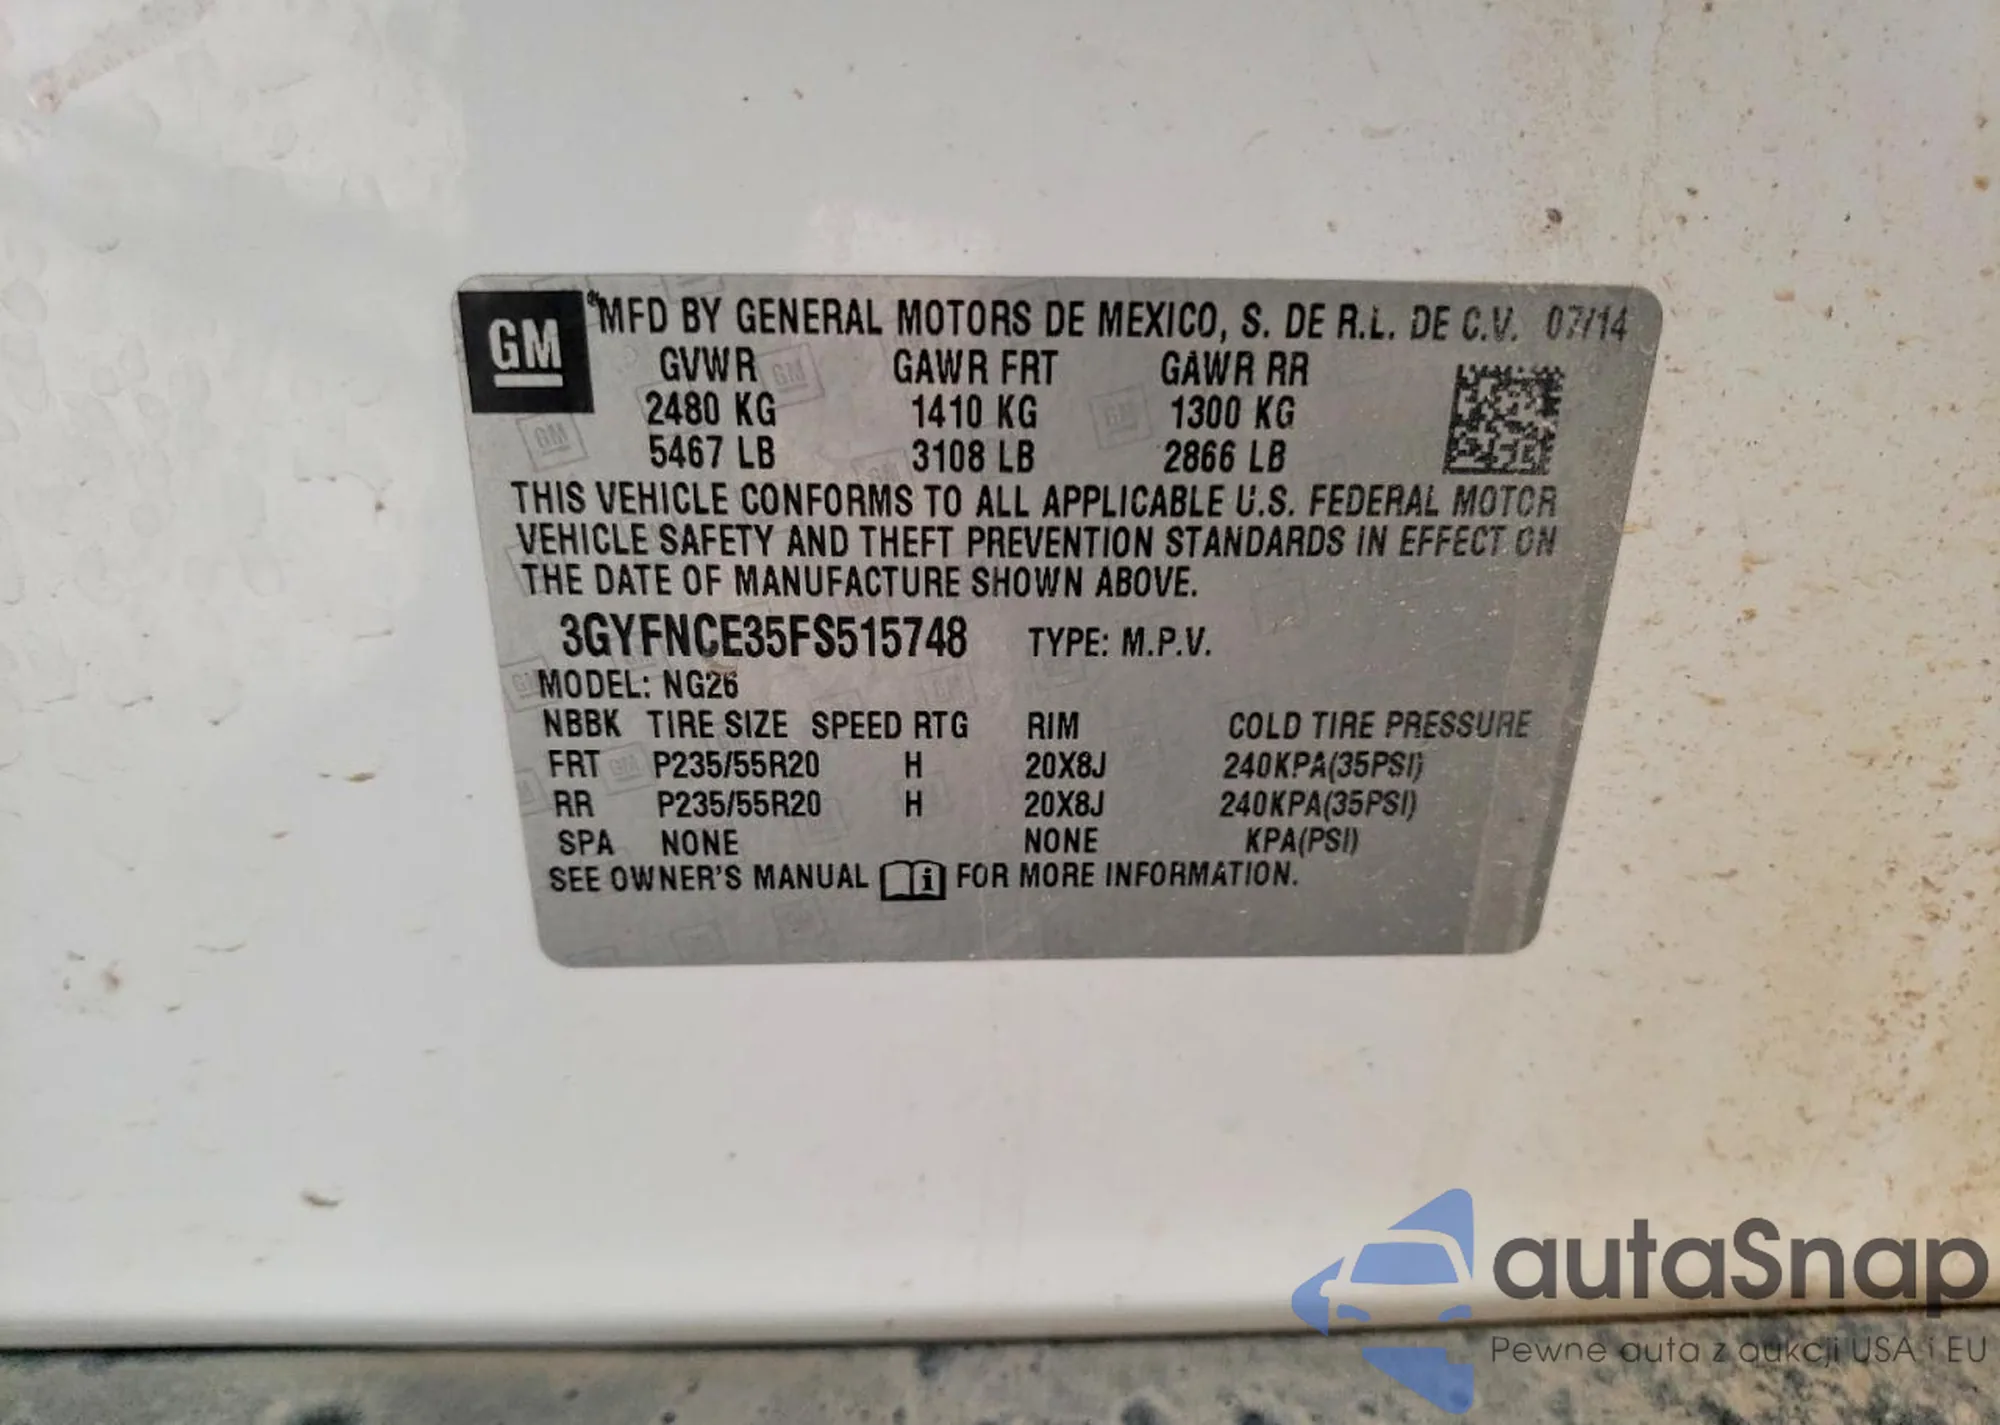 GM
MFD BY GENERAL MOTORS DE MEXICO, S. DE R.L. DE C.V. 07/14
GVWR GAWR FRT GAWR RR
2480 KG 1410 KG 1300 KG
5467 LB 3108 LB 2866 LB
THIS VEHICLE CONFORMS TO ALL APPLICABLE U.S. FEDERAL MOTOR
VEHICLE SAFETY AND THEFT PREVENTION STANDARDS IN EFFECT ON
THE DATE OF MANUFACTURE SHOWN ABOVE.
3GYFNCE35FS515748 TYPE: M.P.V.
MODEL: NG26
NBBK TIRE SIZE SPEED RTG RIM COLD TIRE PRESSURE
FRT P235/55R20 H 20X8J 240KPA(35PSI)
RR P235/55R20 H 20X8J 240KPA(35PSI)
SPA NONE NONE KPA(PSI)
SEE OWNER'S MANUAL i FOR MORE INFORMATION.
autaSnap
Pewne auta z aukcji USA i EU